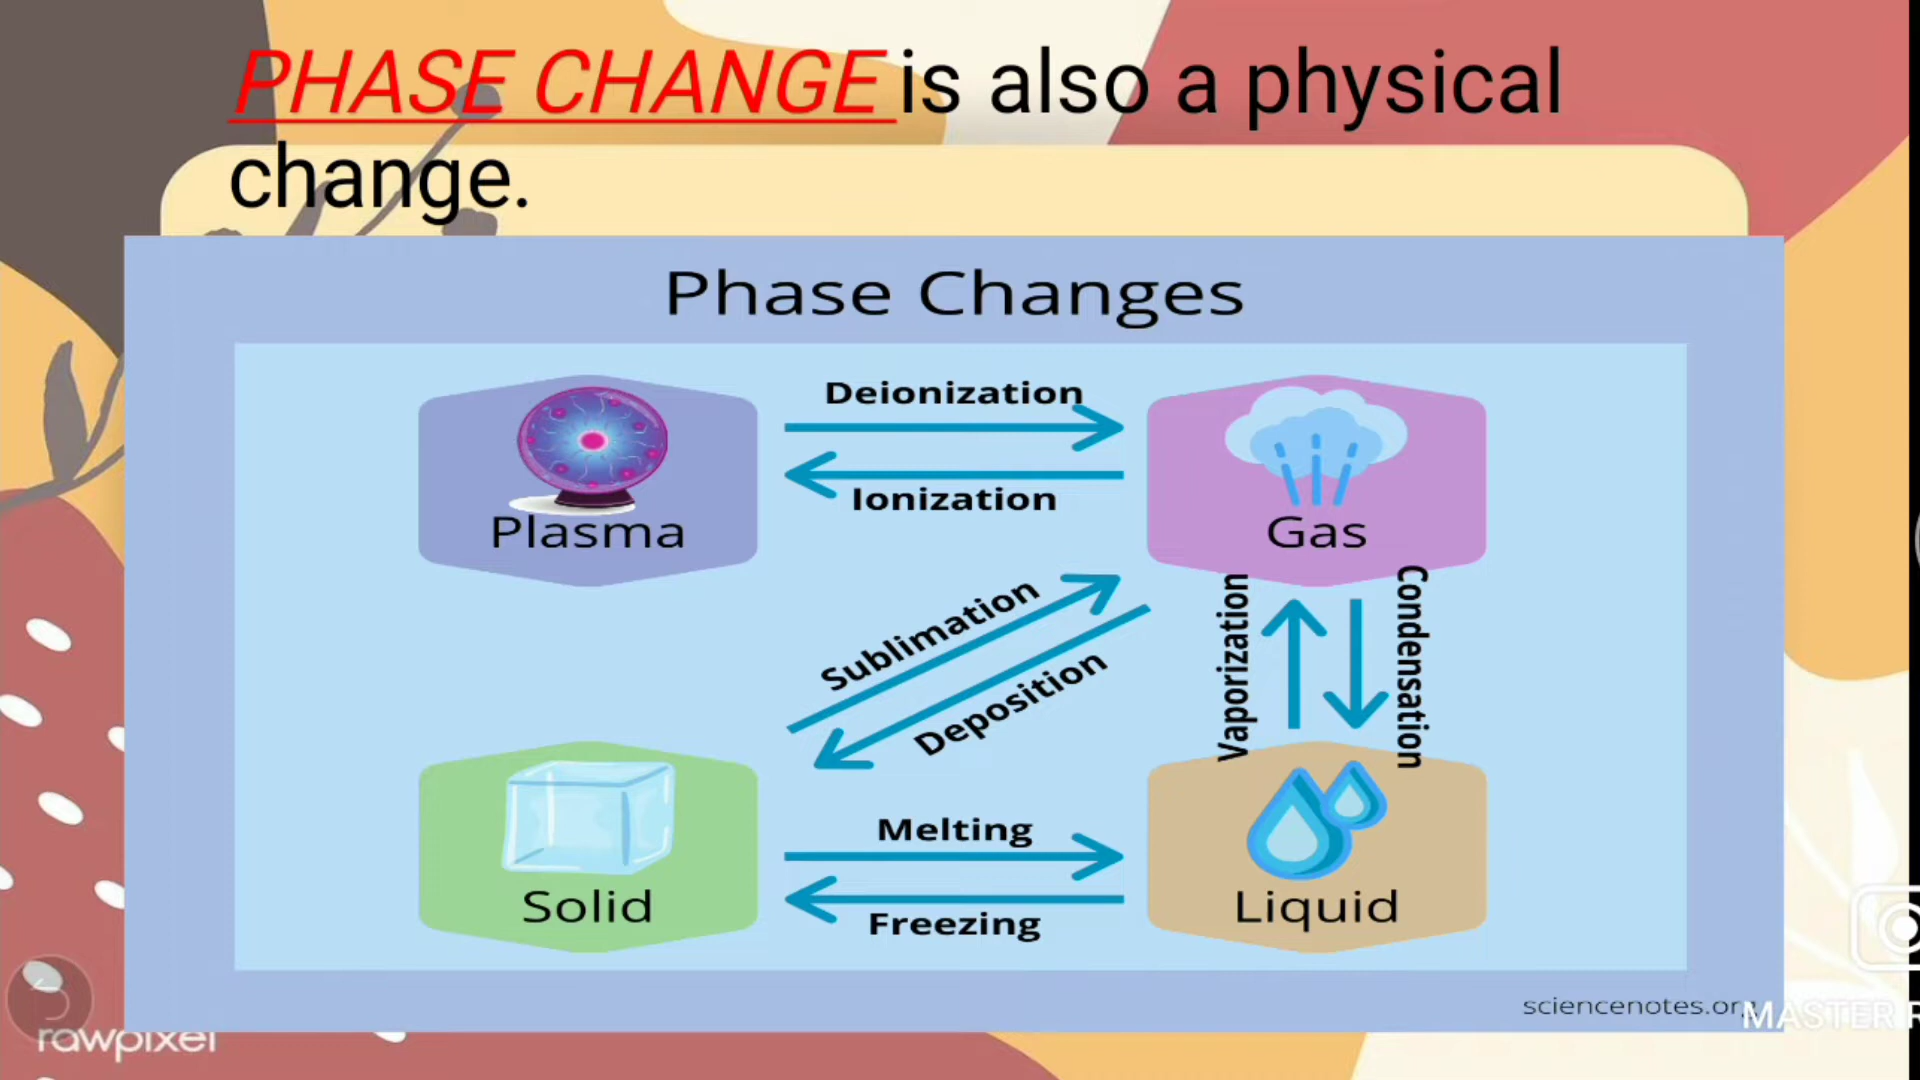 PHASE CHANGE is also a physical
change.
Phase Changes
Deionization
Ionization
Plasma
Gas
Sublimation
Deposition
Vaporization
Condensation
Melting
Freezing
Solid
Liquid
sciencenotes.org
MASTER R
rawpixel